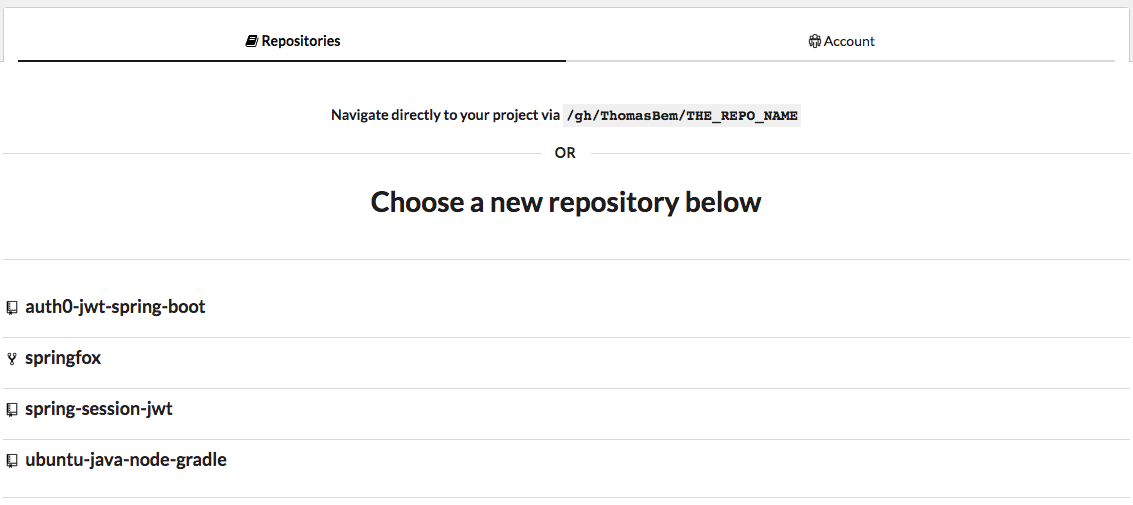 Repositories
Account
Navigate directly to your project via /gh/ThomasBem/THE_REPO_NAME
OR
Choose a new repository below
auth0-jwt-spring-boot
springfox
spring-session-jwt
ubuntu-java-node-gradle